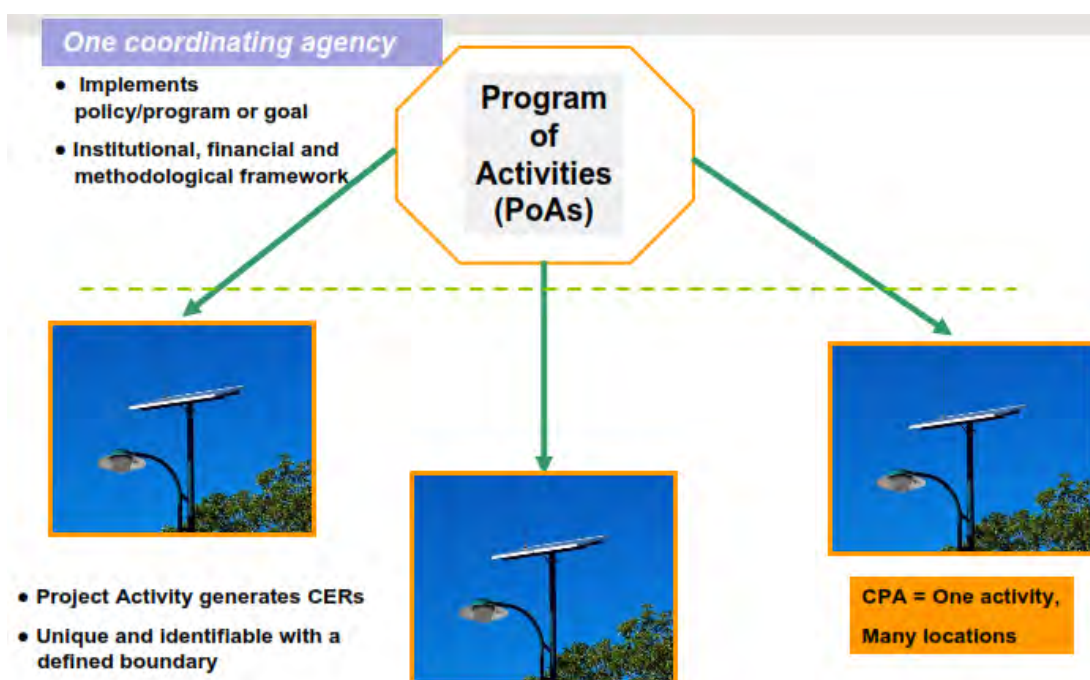 One coordinating agency
● Implements
policy/program or goal
● Institutional, financial and
methodological framework
Program
of
Activities
(PoAs)
● Project Activity generates CERs
● Unique and identifiable with a
defined boundary
CPA = One activity,
Many locations